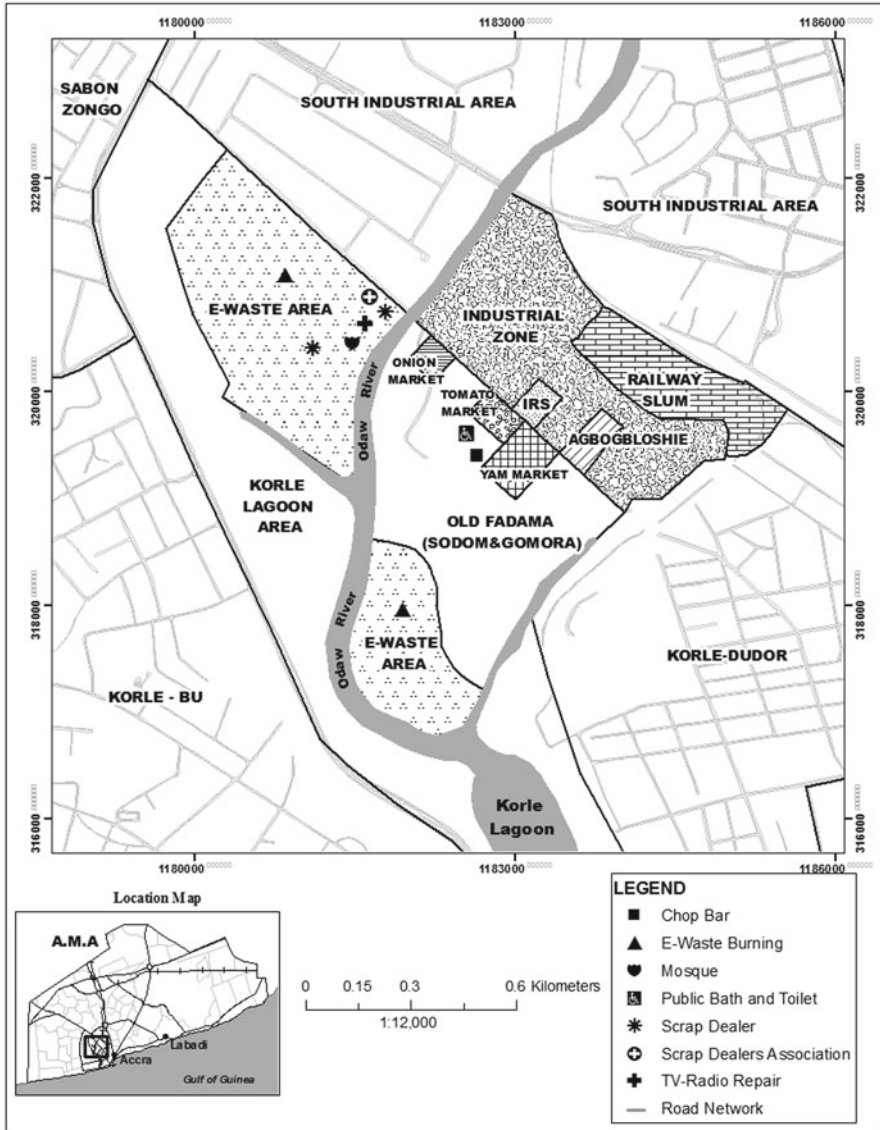 1180000
1183000
1186000
SABON
ZONGO
SOUTH INDUSTRIAL AREA
322000
322000
SOUTH INDUSTRIAL AREA
E-WASTE AREA
INDUSTRIAL
ZONE
ONION
MARKET
RAILWAY
SLUM
320000
320000
TOMATO
MARKET
IRS
Odaw River
AGBOGBLOSHIE
YAM MARKET
KORLE
LAGOON
AREA
OLD FADAMA
(SODOM&GOMORA)
318000
318000
E-WASTE
AREA
Odaw River
KORLE-DUDOR
KORLE - BU
Korle
Lagoon
316000
316000
1180000
1183000
1186000
Location Map
A.M.A
Labadi
Accra
Gulf of Guinea
0 0.15 0.3 0.6 Kilometers
1:12,000
LEGEND
Chop Bar
E-Waste Burning
Mosque
Public Bath and Toilet
Scrap Dealer
Scrap Dealers Association
TV-Radio Repair
Road Network